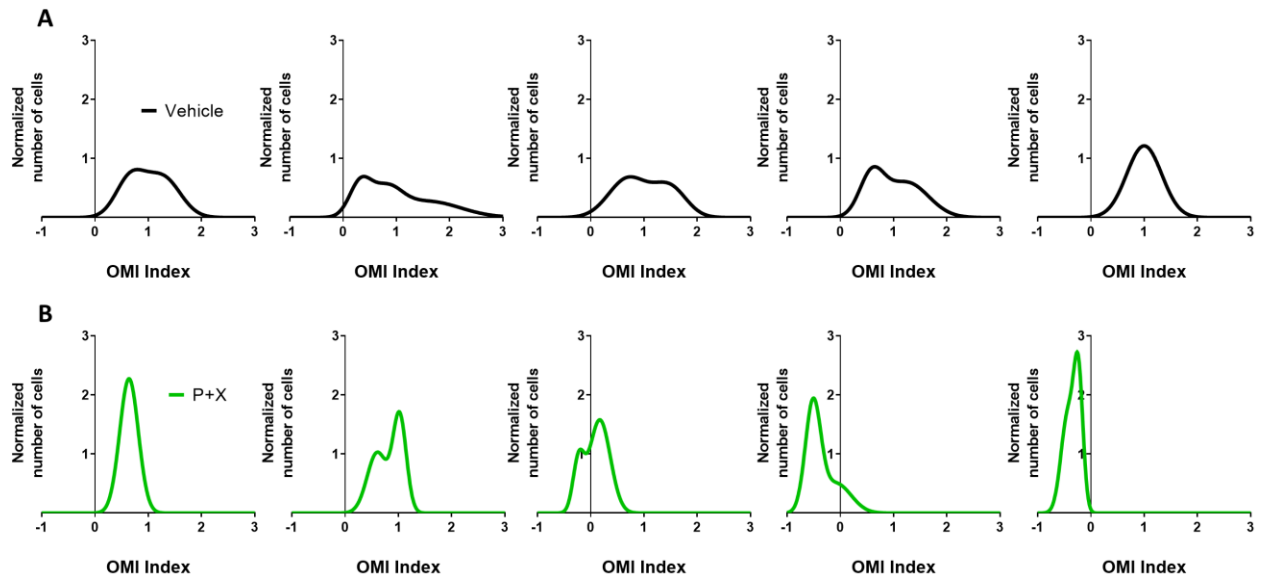 A
Normalized
number of cells
3
2
1
Vehicle
-1 0 1 2 3
OMI Index
Normalized
number of cells
3
2
1
-1 0 1 2 3
OMI Index
Normalized
number of cells
3
2
1
-1 0 1 2 3
OMI Index
Normalized
number of cells
3
2
1
-1 0 1 2 3
OMI Index
Normalized
number of cells
3
2
1
-1 0 1 2 3
OMI Index
B
Normalized
number of cells
3
2
1
P+X
-1 0 1 2 3
OMI Index
Normalized
number of cells
3
2
1
-1 0 1 2 3
OMI Index
Normalized
number of cells
3
2
1
-1 0 1 2 3
OMI Index
Normalized
number of cells
3
2
1
-1 0 1 2 3
OMI Index
Normalized
number of cells
3
2
1
-1 0 1 2 3
OMI Index